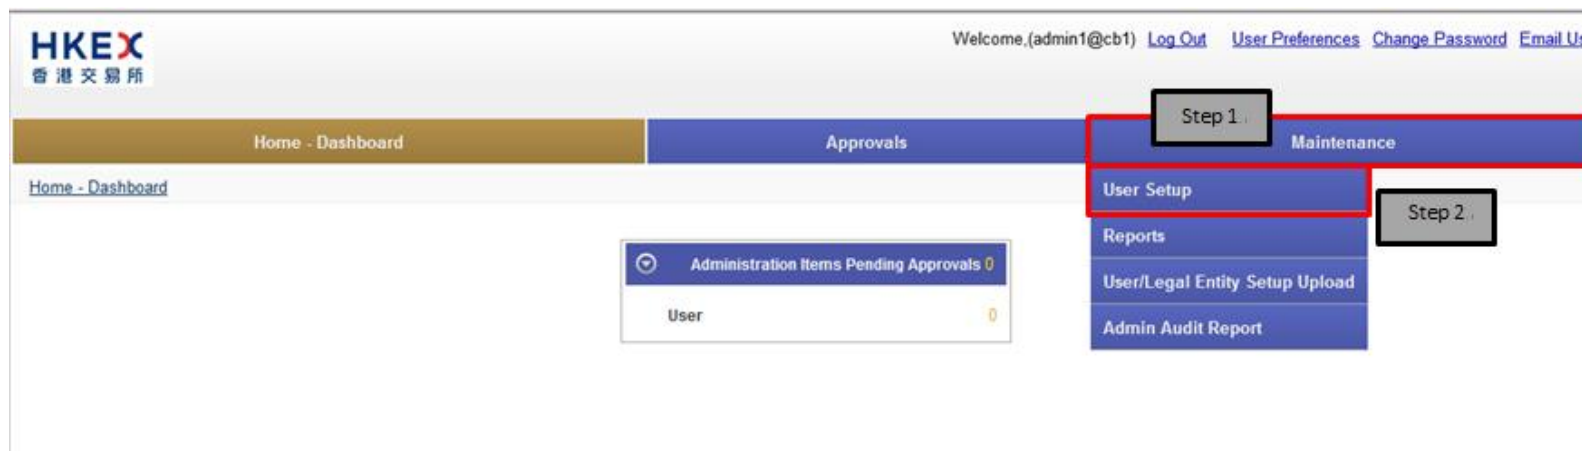 HKEX
香港交易所
Welcome,(admin1@cb1) Log Out User Preferences Change Password Email Us
Step 1.
Home - Dashboard Approvals Maintenance
Home - Dashboard
User Setup
Step 2.
Reports
Administration Items Pending Approvals 0
User/Legal Entity Setup Upload
User 0
Admin Audit Report